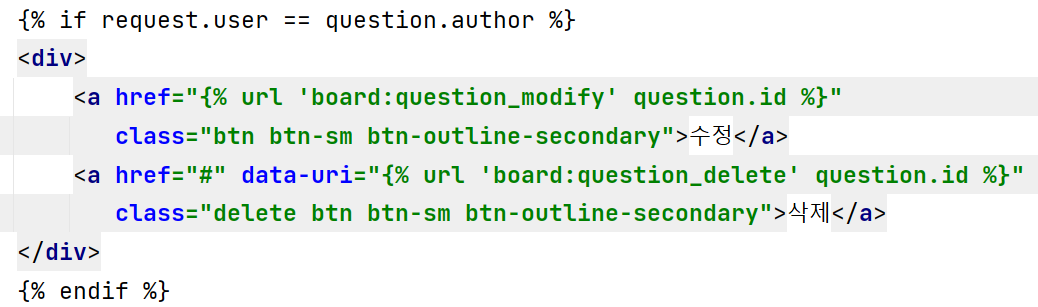 {% if request.user == question.author %}
<div>
    <a href="{% url 'board:question_modify' question.id %}"
       class="btn btn-sm btn-outline-secondary">수정</a>
    <a href="#" data-uri="{% url 'board:question_delete' question.id %}"
       class="delete btn btn-sm btn-outline-secondary">삭제</a>
</div>
{% endif %}